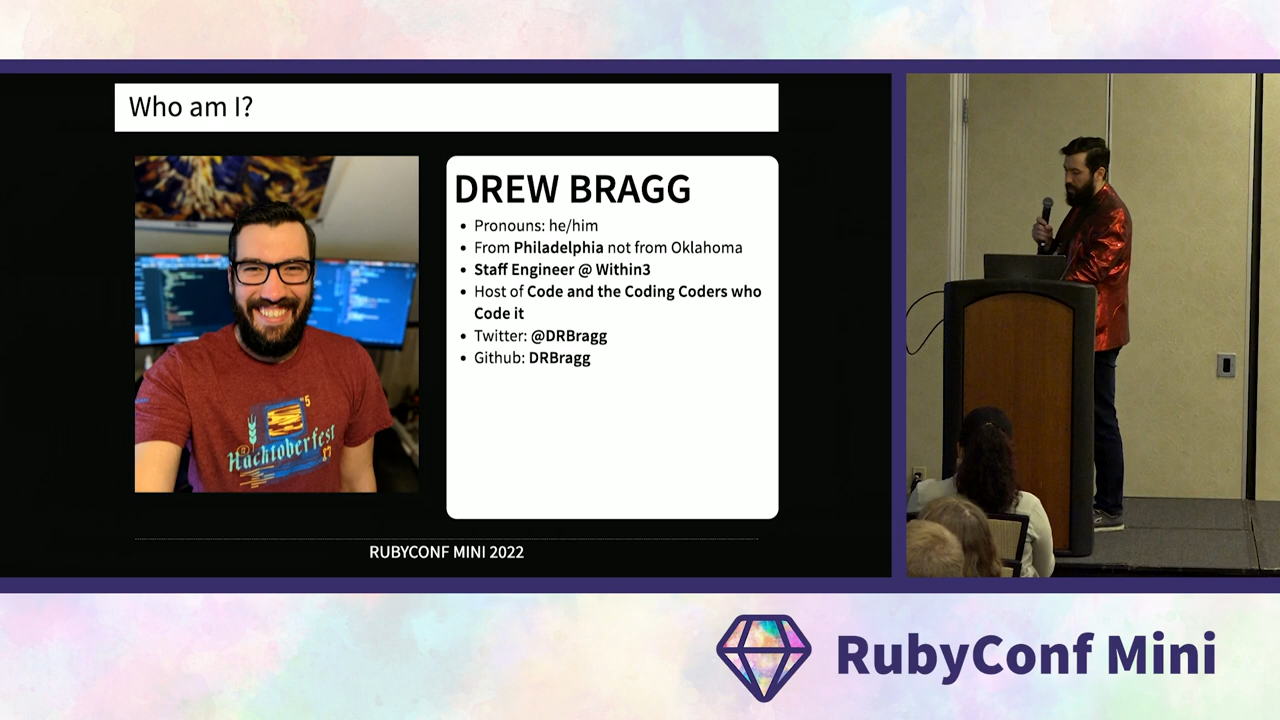 Who am I?
DREW BRAGG
• Pronouns: he/him
• From Philadelphia not from Oklahoma
• Staff Engineer @ Within3
• Host of Code and the Coding Coders who
Code it
• Twitter: @DRBragg
• Github: DRBragg
Hacktoberfest
RUBYCONF MINI 2022
RubyConf Mini